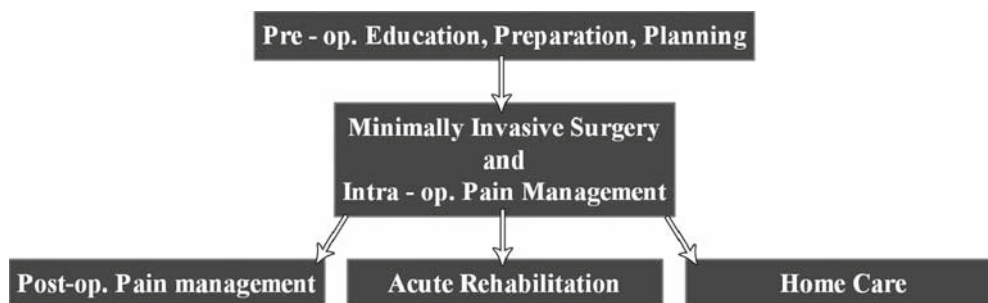 Pre - op. Education, Preparation, Planning
Minimally Invasive Surgery
and
Intra - op. Pain Management
Post-op. Pain management
Acute Rehabilitation
Home Care